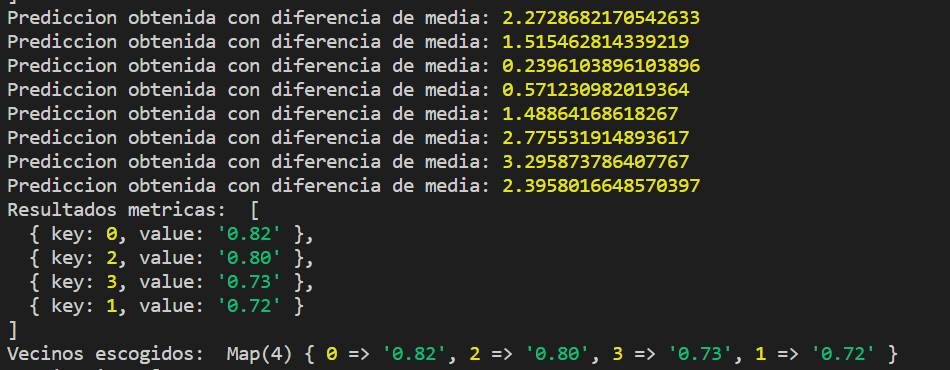 Prediccion obtenida con diferencia de media: 2.2728682170542633
Prediccion obtenida con diferencia de media: 1.515462814339219
Prediccion obtenida con diferencia de media: 0.2396103896103896
Prediccion obtenida con diferencia de media: 0.571230982019364
Prediccion obtenida con diferencia de media: 1.48864168618267
Prediccion obtenida con diferencia de media: 2.775531914893617
Prediccion obtenida con diferencia de media: 3.295873786407767
Prediccion obtenida con diferencia de media: 2.3958016648570397
Resultados metricas:  [
  { key: 0, value: '0.82' },
  { key: 2, value: '0.80' },
  { key: 3, value: '0.73' },
  { key: 1, value: '0.72' }
]
Vecinos escogidos:  Map(4) { 0 => '0.82', 2 => '0.80', 3 => '0.73', 1 => '0.72' }